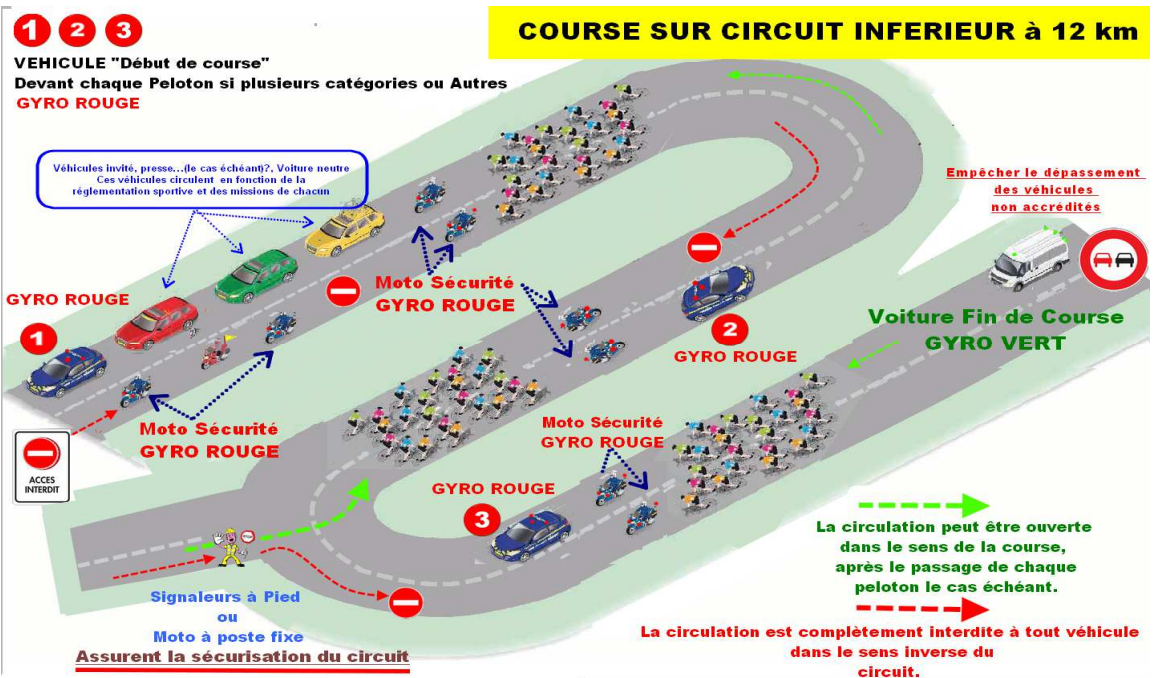 1 2 3
COURSE SUR CIRCUIT INFERIEUR à 12 km
VEHICULE "Début de course"
Devant chaque Peloton si plusieurs catégories ou Autres
GYRO ROUGE
Véhicules invité, presse...(le cas échéant)?, Voiture neutre
Ces véhicules circulent en fonction de la
réglementation sportive et des missions de chacun
Empêcher le dépassement
des véhicules
non accrédités
Moto Sécurité
GYRO ROUGE
GYRO ROUGE
1
2
GYRO ROUGE
Voiture Fin de Course
GYRO VERT
Moto Sécurité
GYRO ROUGE
Moto Sécurité
GYRO ROUGE
ACCES
INTERDIT
GYRO ROUGE
3
La circulation peut être ouverte
dans le sens de la course,
après le passage de chaque
peloton le cas échéant.
Signaleurs à Pied
ou
Moto à poste fixe
Assurent la sécurisation du circuit
La circulation est complètement interdite à tout véhicule
dans le sens inverse du
circuit.